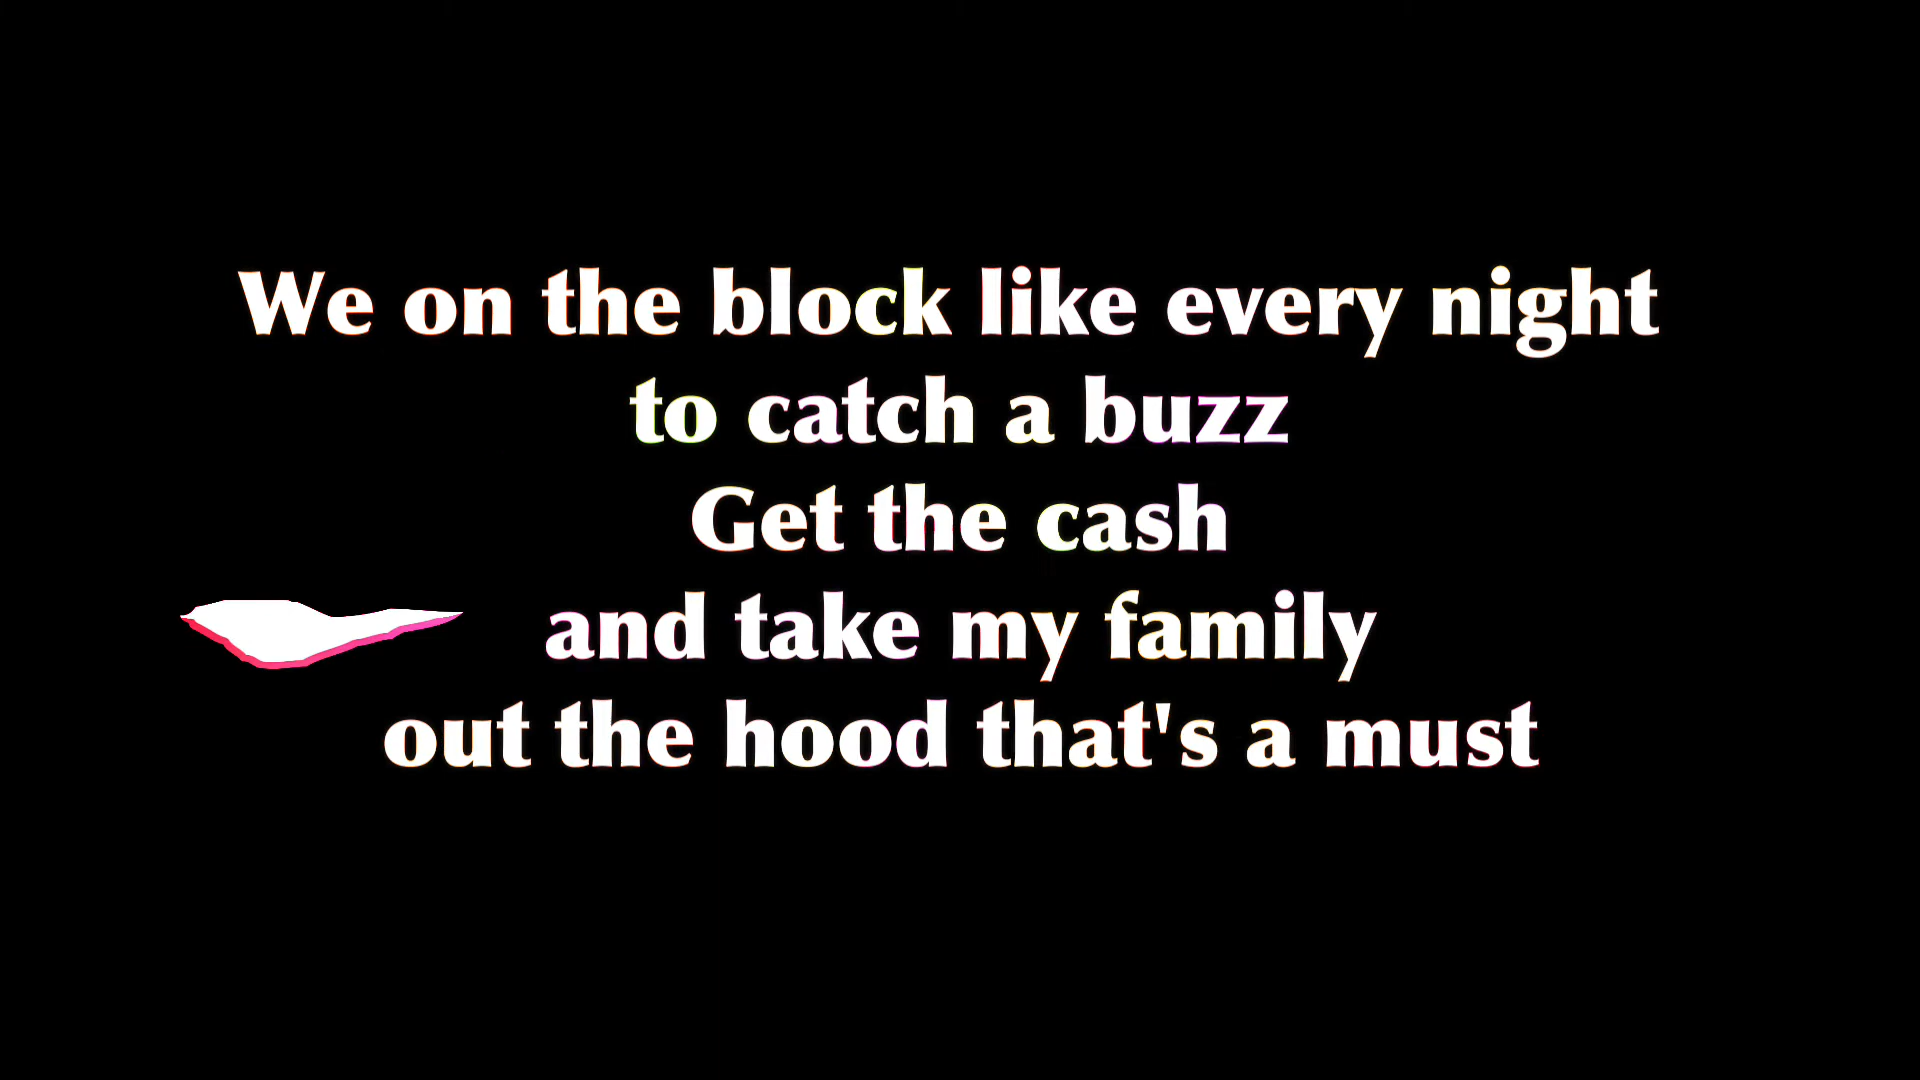 We on the block like every night
to catch a buzz
Get the cash
and take my family
out the hood that's a must